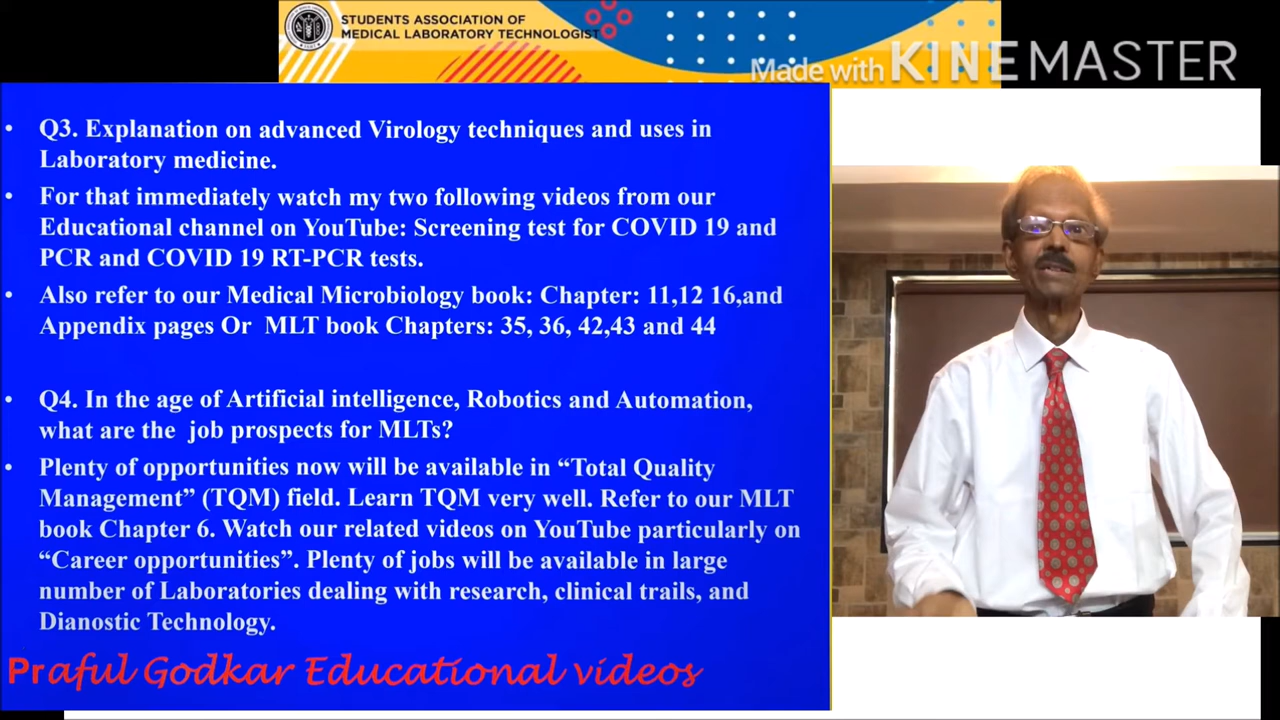 STUDENTS ASSOCIATION OF
MEDICAL LABORATORY TECHNOLOGIST
Made with KINEMASTER
• Q3. Explanation on advanced Virology techniques and uses in
Laboratory medicine.
• For that immediately watch my two following videos from our
Educational channel on YouTube: Screening test for COVID 19 and
PCR and COVID 19 RT-PCR tests.
• Also refer to our Medical Microbiology book: Chapter: 11,12 16,and
Appendix pages Or MLT book Chapters: 35, 36, 42,43 and 44
• Q4. In the age of Artificial intelligence, Robotics and Automation,
what are the job prospects for MLTs?
• Plenty of opportunities now will be available in “Total Quality
Management” (TQM) field. Learn TQM very well. Refer to our MLT
book Chapter 6. Watch our related videos on YouTube particularly on
“Career opportunities”. Plenty of jobs will be available in large
number of Laboratories dealing with research, clinical trails, and
Dianostic Technology.
Praful Godkar Educational videos